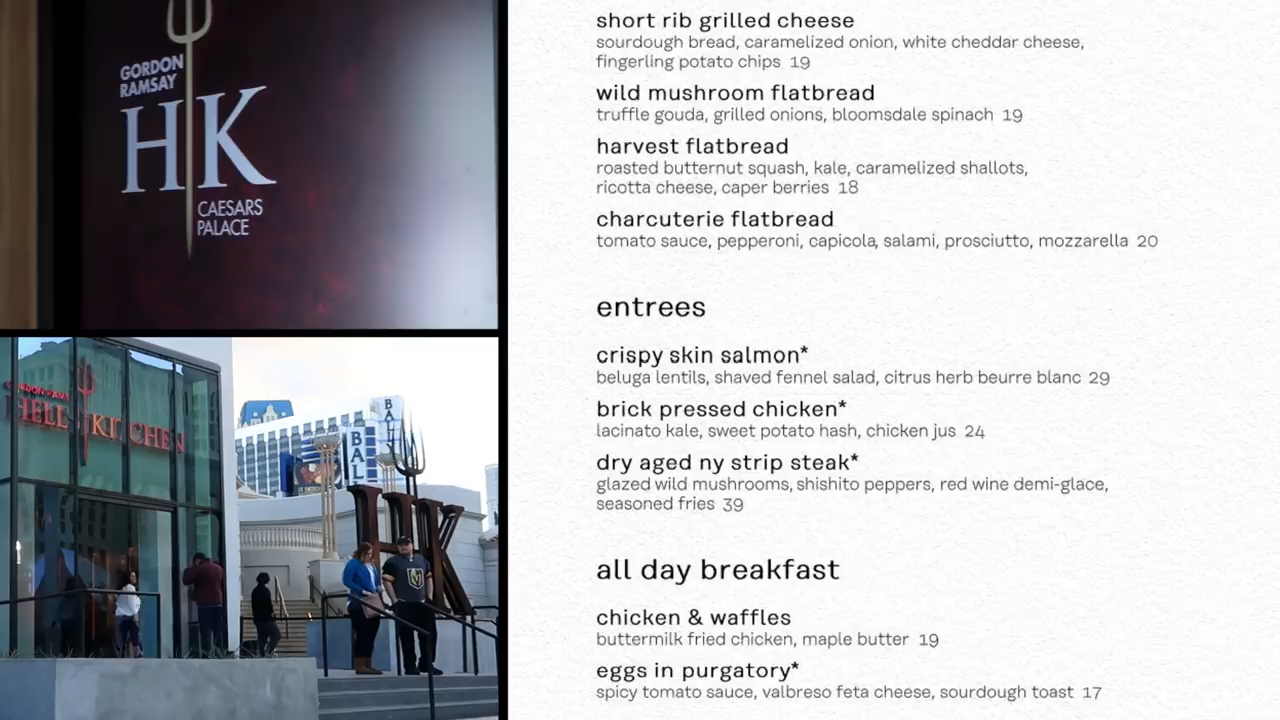 GORDON
RAMSAY
HK
CAESARS
PALACE
GORDON RAMS
HELL KITCHEN
BALLY
BAL
HK
short rib grilled cheese
sourdough bread, caramelized onion, white cheddar cheese,
fingerling potato chips 19
wild mushroom flatbread
truffle gouda, grilled onions, bloomsdale spinach 19
harvest flatbread
roasted butternut squash, kale, caramelized shallots,
ricotta cheese, caper berries 18
charcuterie flatbread
tomato sauce, pepperoni, capicola, salami, prosciutto, mozzarella 20
entrees
crispy skin salmon*
beluga lentils, shaved fennel salad, citrus herb beurre blanc 29
brick pressed chicken*
lacinato kale, sweet potato hash, chicken jus 24
dry aged ny strip steak*
glazed wild mushrooms, shishito peppers, red wine demi-glace,
seasoned fries 39
all day breakfast
chicken & waffles
buttermilk fried chicken, maple butter 19
eggs in purgatory*
spicy tomato sauce, valbreso feta cheese, sourdough toast 17